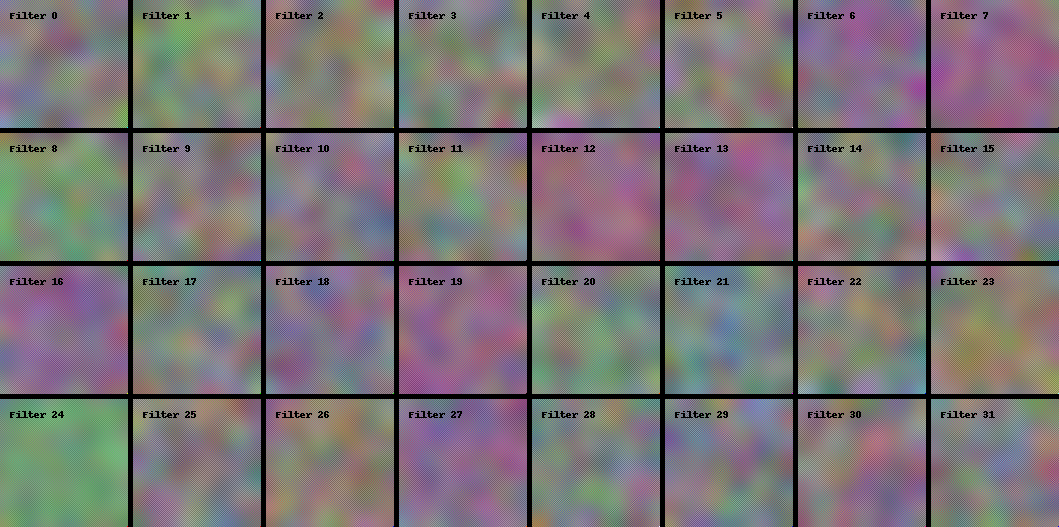 Filter 0
Filter 1
Filter 2
Filter 3
Filter 4
Filter 5
Filter 6
Filter 7
Filter 8
Filter 9
Filter 10
Filter 11
Filter 12
Filter 13
Filter 14
Filter 15
Filter 16
Filter 17
Filter 18
Filter 19
Filter 20
Filter 21
Filter 22
Filter 23
Filter 24
Filter 25
Filter 26
Filter 27
Filter 28
Filter 29
Filter 30
Filter 31